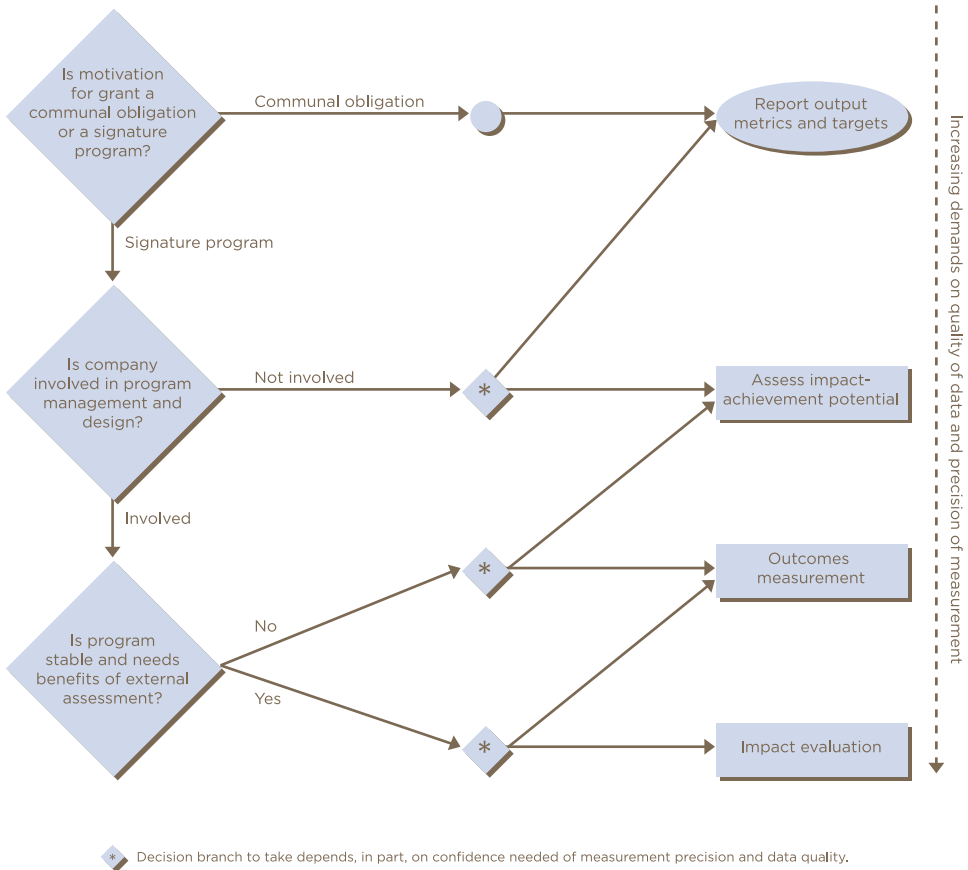 Is motivation
for grant a
communal obligation
or a signature
program?
Communal obligation
Report output
metrics and targets
Signature program
Is company
involved in program
management and
design?
Not involved
*
Assess impact-
achievement potential
Involved
*
Outcomes
measurement
No
Is program
stable and needs
benefits of external
assessment?
Yes
*
Impact evaluation
Increasing demands on quality of data and precision of measurement
* Decision branch to take depends, in part, on confidence needed of measurement precision and data quality.